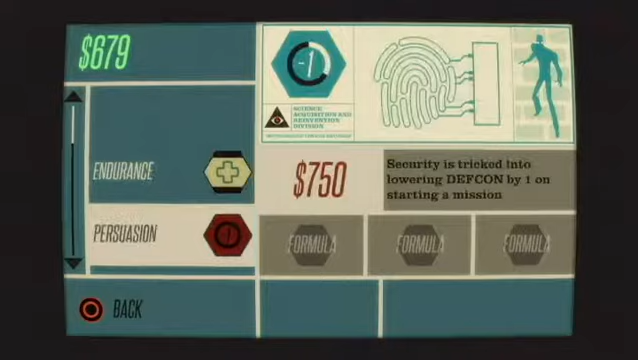 $679
-1
SCIENCE
ACQUISITION AND
REINVENTION
DIVISION
ENDURANCE
$750
Security is tricked into
lowering DEFCON by 1 on
starting a mission
PERSUASION
FORMULA
FORMULA
FORMULA
BACK